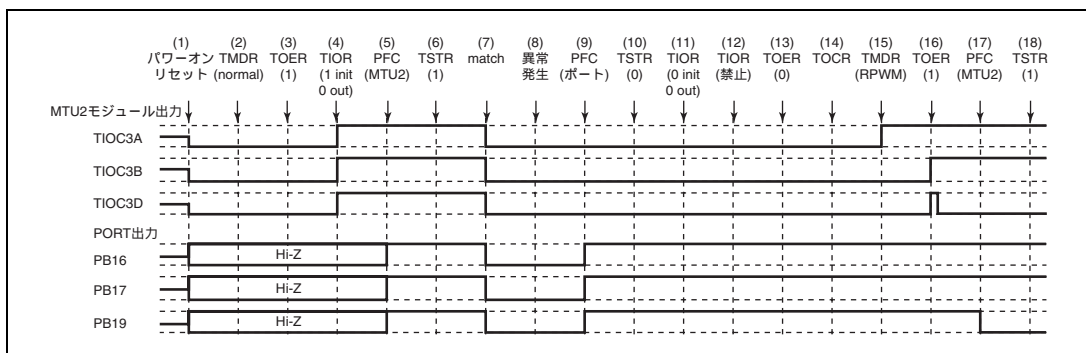 (1) (2) (3) (4) (5) (6) (7) (8) (9) (10) (11) (12) (13) (14) (15) (16) (17) (18)
パワーオン TMDR TOER TIOR PFC TSTR match 異常 PFC TSTR TIOR TIOR TOER TOCR TMDR TOER PFC TSTR
リセット (normal) (1) (1 init (MTU2) (1) 発生 (ポート) (0) (0 init (禁止) (0) (RPWM) (1) (MTU2) (1)
0 out) 0 out)
MTU2モジュール出力
TIOC3A
TIOC3B
TIOC3D
PORT出力
PB16 Hi-Z
PB17 Hi-Z
PB19 Hi-Z